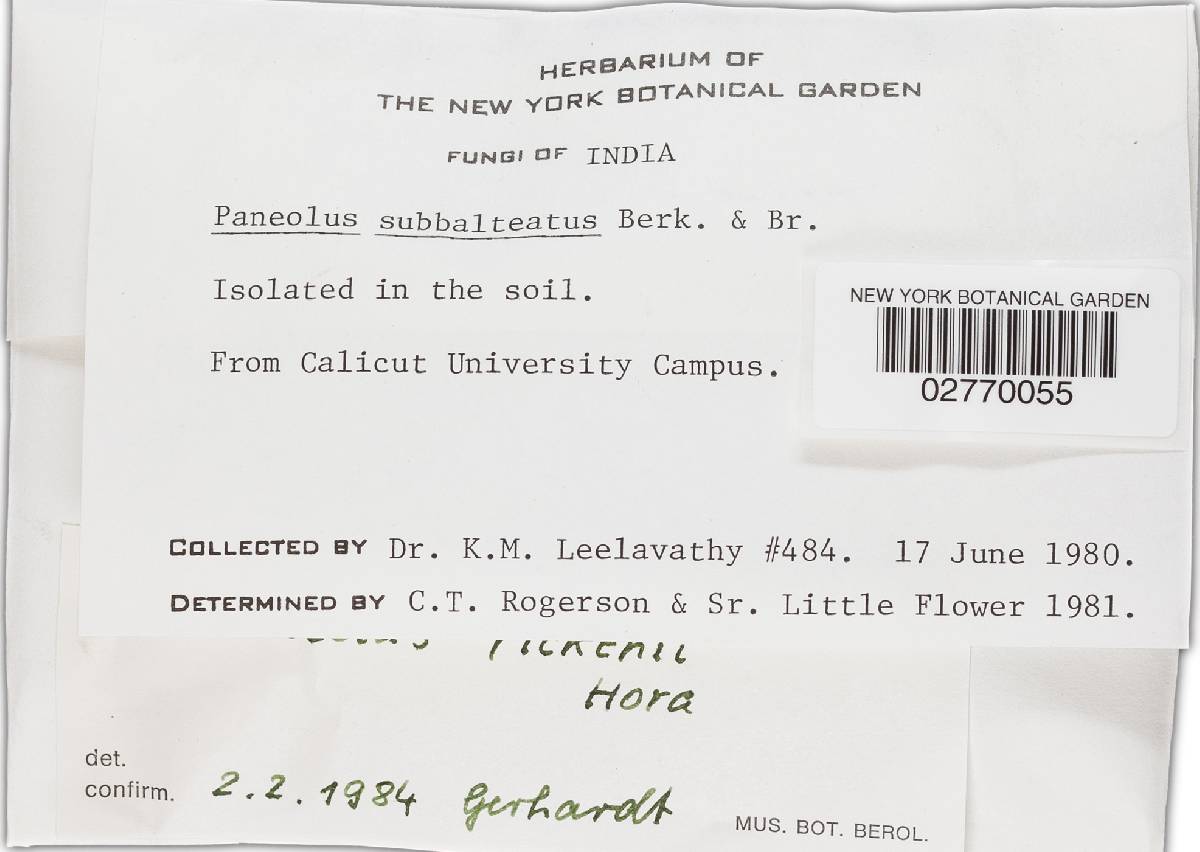 HERBARIUM OF
THE NEW YORK BOTANICAL GARDEN
FUNGI OF INDIA
Paneolus subbalteatus Berk. & Br.
Isolated in the soil.
From Calicut University Campus.
NEW YORK BOTANICAL GARDEN
02770055
COLLECTED BY Dr. K.M. Leelavathy #484. 17 June 1980.
DETERMINED BY C.T. Rogerson & Sr. Little Flower 1981.
Hora
det.
confirm. 2.2.1984 Gerhardt
MUS. BOT. BEROL.